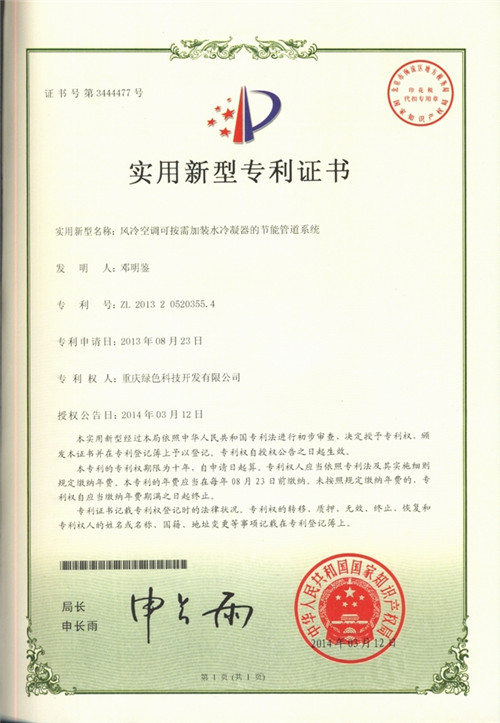 证书号第3444477号
印花税
代扣专用章
国家知识产权局
实用新型专利证书
实用新型名称：风冷空调可按需加装水冷凝器的节能管道系统
发明人：邓明鉴
专利号：ZL 2013 2 0520355.4
专利申请日：2013年08月23日
专利权人：重庆绿色科技开发有限公司
授权公告日：2014年03月12日
本实用新型经过本局依照中华人民共和国专利法进行初步审查，决定授予专利权，颁
发本证书并在专利登记簿上予以登记。专利权自授权公告之日起生效。
本专利的专利权期限为十年，自申请日起算。专利权人应当依照专利法及其实施细则
规定缴纳年费。本专利的年费应当在每年08月23日前缴纳。未按照规定缴纳年费的，专
利权自应当缴纳年费期满之日起终止。
专利证书记载专利权登记时的法律状况。专利权的转移、质押、无效、终止、恢复和
专利权人的姓名或名称、国籍、地址变更等事项记载在专利登记簿上。
局长
申长雨
申长雨
中华人民共和国国家知识产权局
2014年03月12日
第1页(共1页)